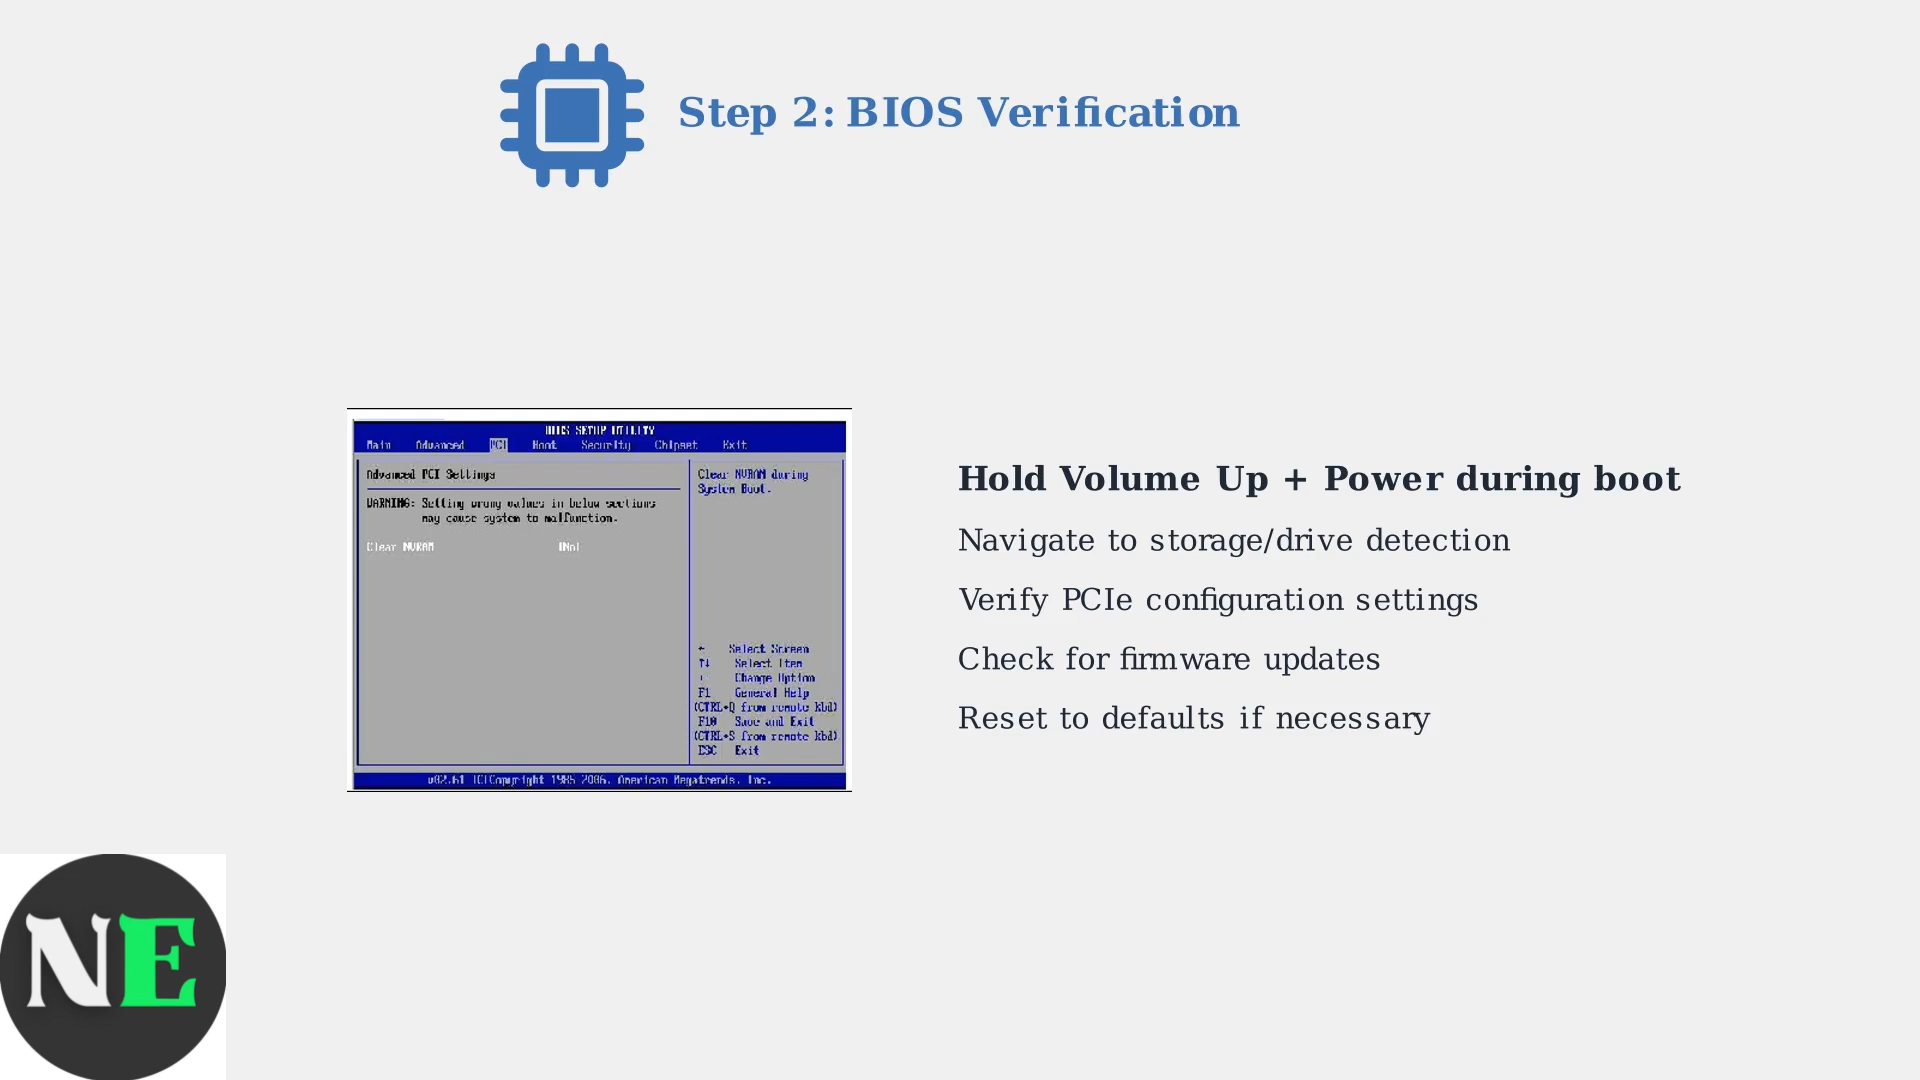 Step 2: BIOS Verification
BIOS SETUP UTILITY
Main Advanced PCI Boot Security Chipset Exit
Advanced PCI Settings
WARNING: Setting wrong values in below sections
may cause system to malfunction.
Clear NVRAM [No]
Clear NVRAM during
System Boot.
← Select Screen
↑↓ Select Item
Change Option
F1 General Help
(CTRL+Q from remote kbd)
F10 Save and Exit
(CTRL+S from remote kbd)
ESC Exit
v02.61 (C)Copyright 1985-2006, American Megatrends, Inc.
Hold Volume Up + Power during boot
Navigate to storage/drive detection
Verify PCIe configuration settings
Check for firmware updates
Reset to defaults if necessary
NE